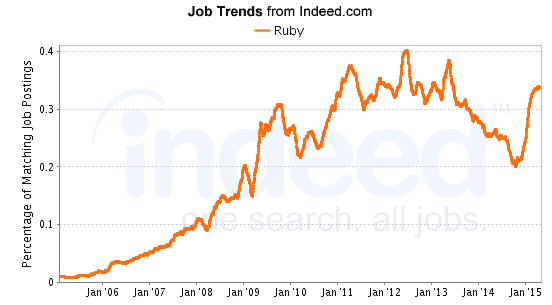 Job Trends from Indeed.com
Ruby
Percentage of Matching Job Postings
0.4
0.3
0.2
0.1
0
indeed™
one search. all jobs.
Jan '06 Jan '07 Jan '08 Jan '09 Jan '10 Jan '11 Jan '12 Jan '13 Jan '14 Jan '15